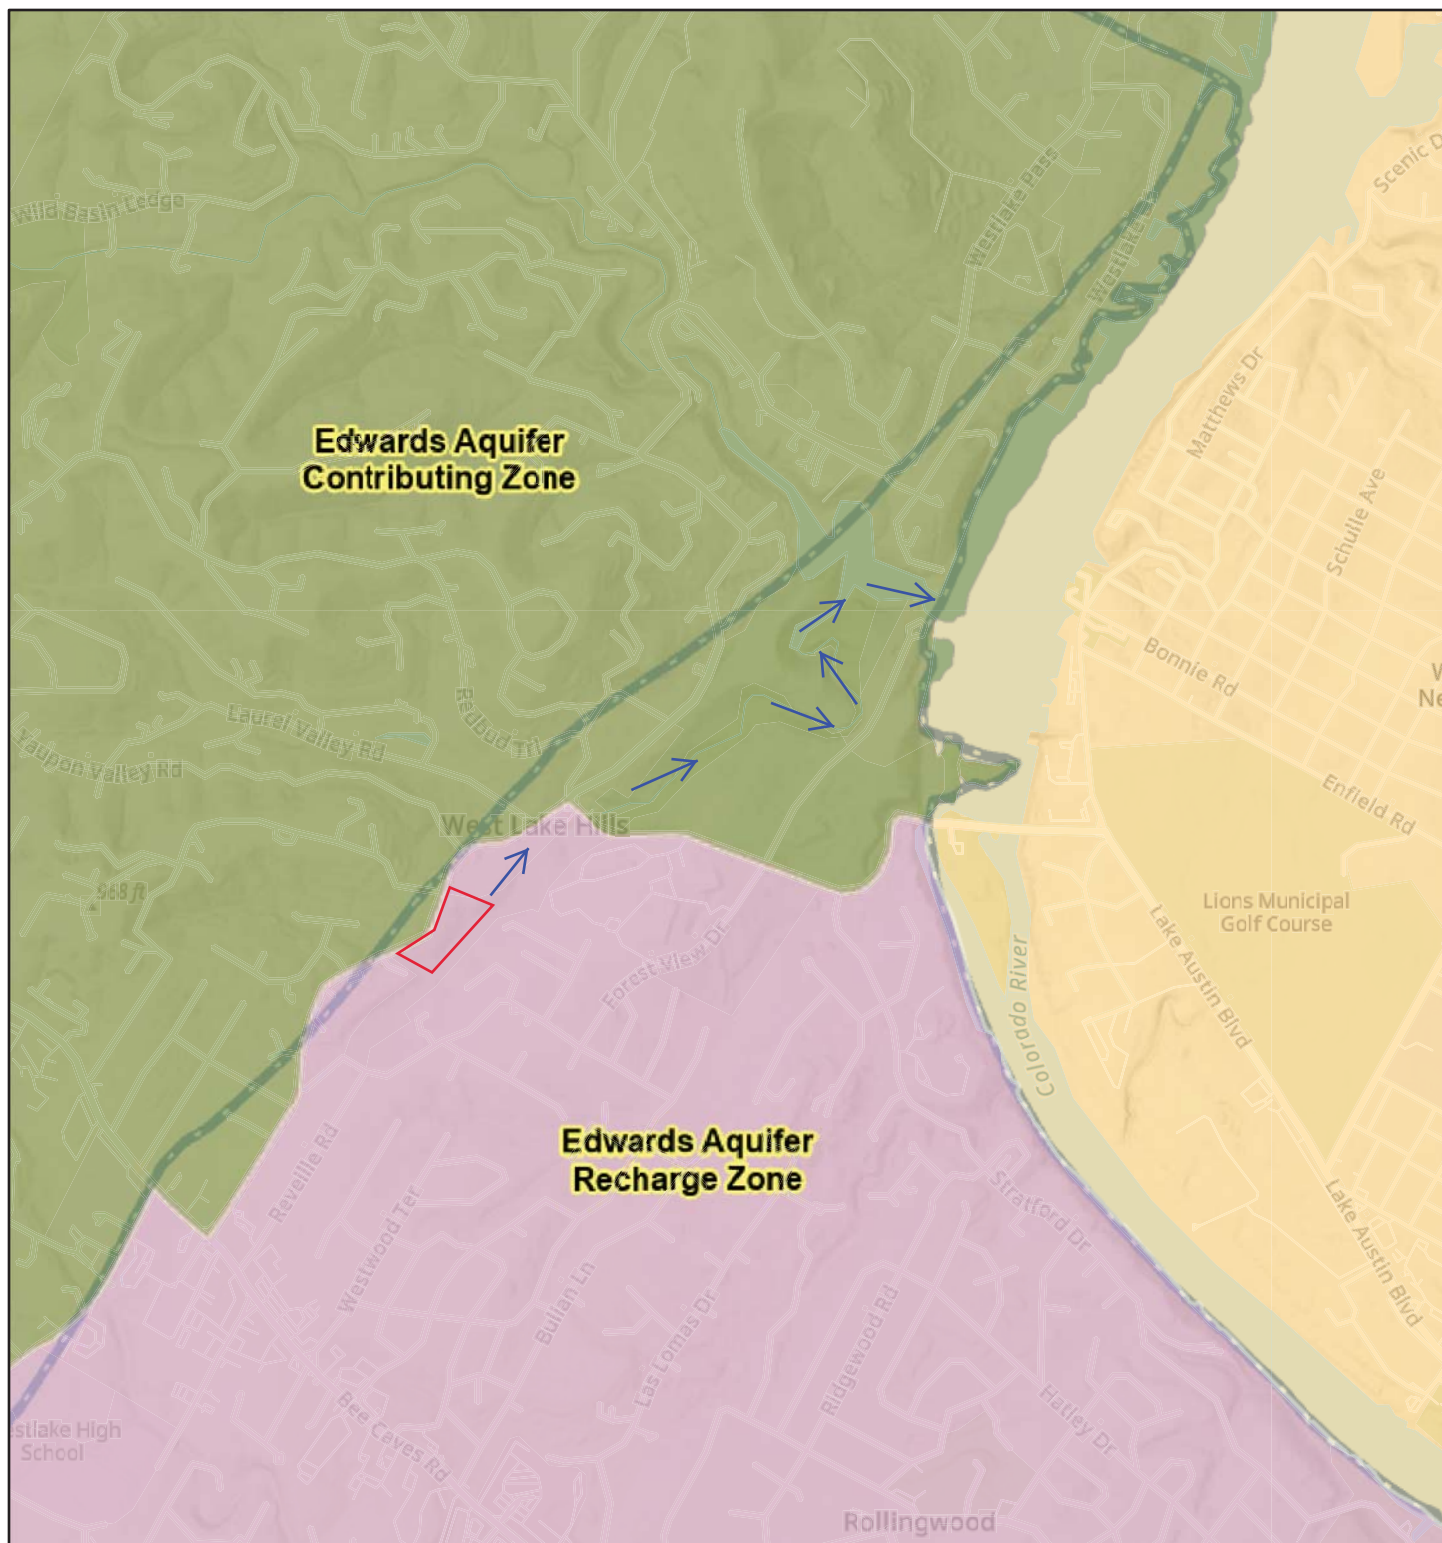 Scenic D
Wild Basin Ledge
Westlake Pass
Westlake Dr
Matthews Dr
Edwards Aquifer
Contributing Zone
Schulle Ave
Bonnie Rd
W
Ne
Redbud Trl
Laurel Valley Rd
Yaupon Valley Rd
Enfield Rd
West Lake Hills
968 ft
Lions Municipal
Golf Course
Forest View Dr
Lake Austin Blvd
Colorado River
Edwards Aquifer
Recharge Zone
Reveille Rd
Westwood Ter
Stratford Dr
Lake Austin Blvd
Bulian Ln
Las Lomas Dr
Ridgewood Rd
Hatley Dr
Bee Caves Rd
estlake High
School
Rollingwood